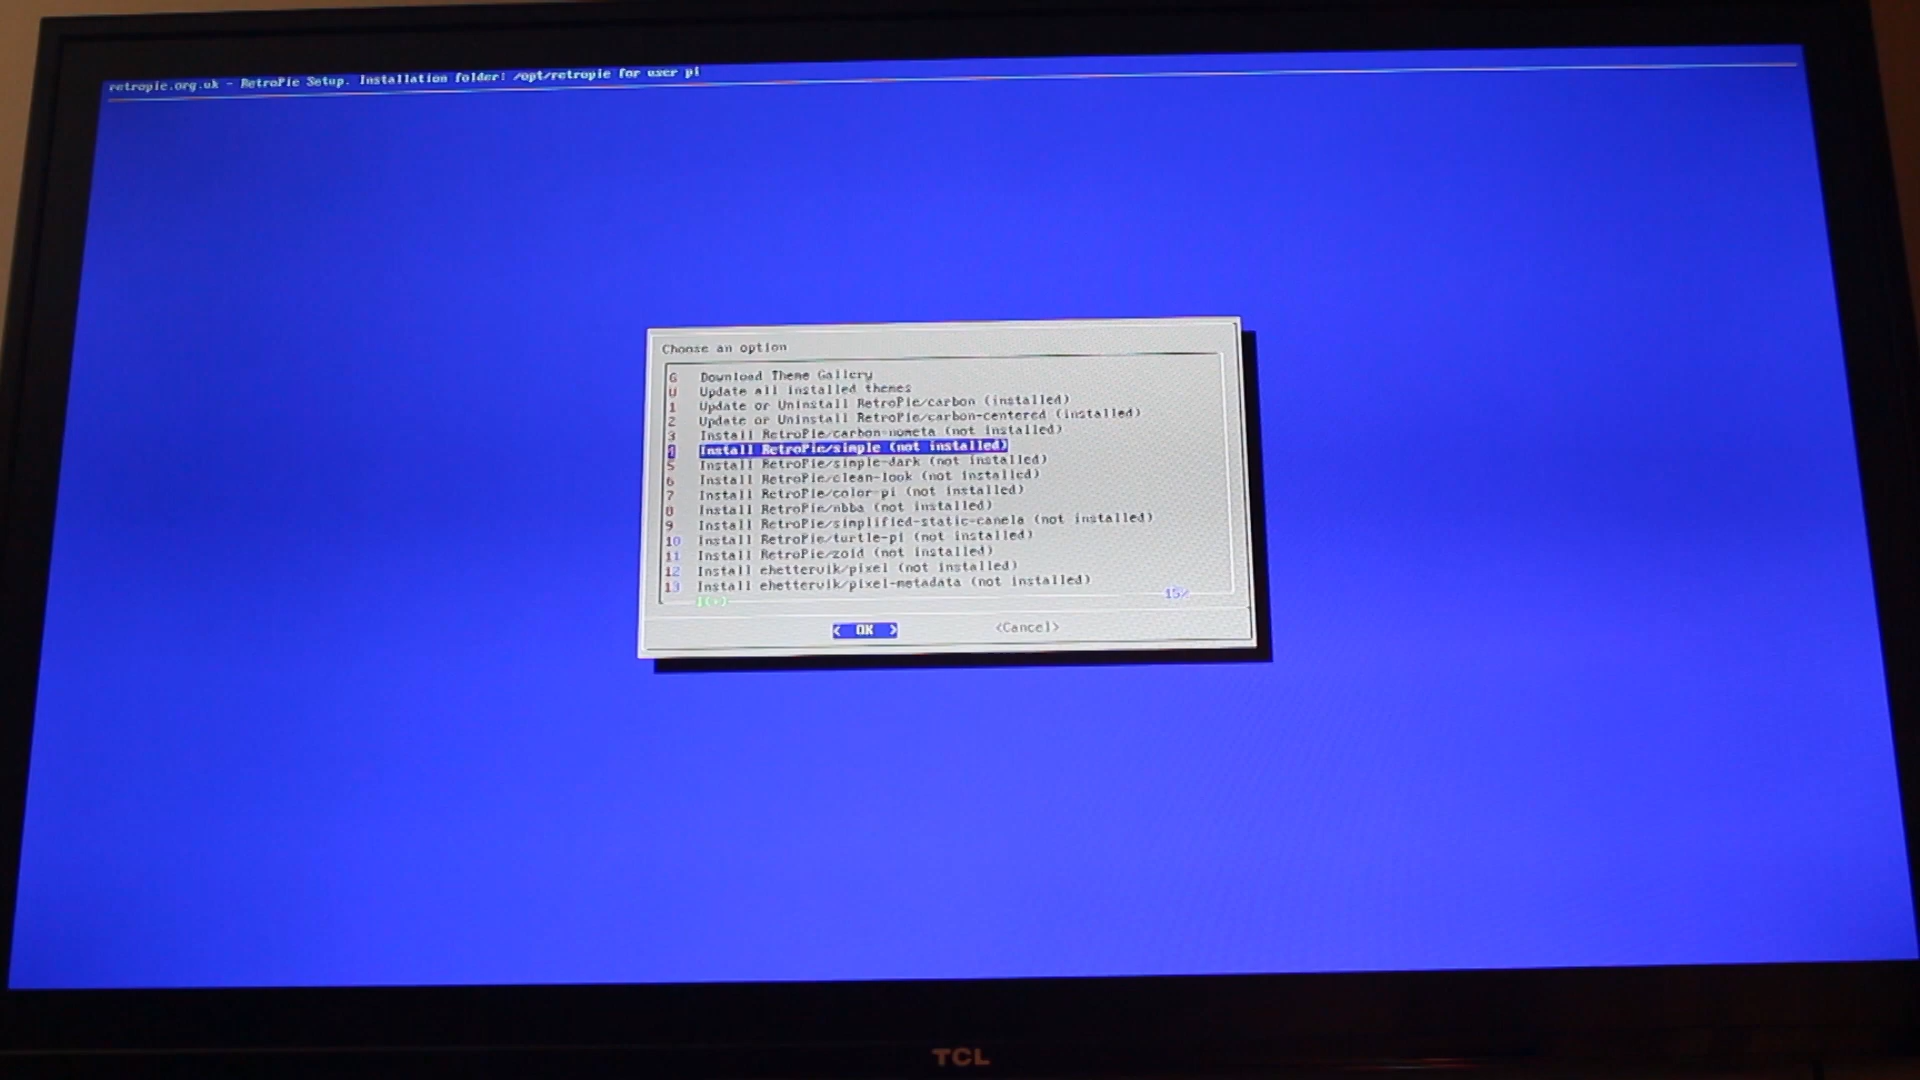 retropie.org.uk - RetroPie Setup. Installation folder: /opt/retropie for user pi
Choose an option
G Download Theme Gallery
U Update all installed themes
1 Update or Uninstall RetroPie/carbon (installed)
2 Update or Uninstall RetroPie/carbon-centered (installed)
3 Install RetroPie/carbon-nometa (not installed)
4 Install RetroPie/simple (not installed)
5 Install RetroPie/simple-dark (not installed)
6 Install RetroPie/clean-look (not installed)
7 Install RetroPie/color-pi (not installed)
8 Install RetroPie/nbba (not installed)
9 Install RetroPie/simplified-static-canela (not installed)
10 Install RetroPie/turtle-pi (not installed)
11 Install RetroPie/zoid (not installed)
12 Install ehettervik/pixel (not installed)
13 Install ehettervik/pixel-metadata (not installed)
15%
< OK >
<Cancel>
TCL